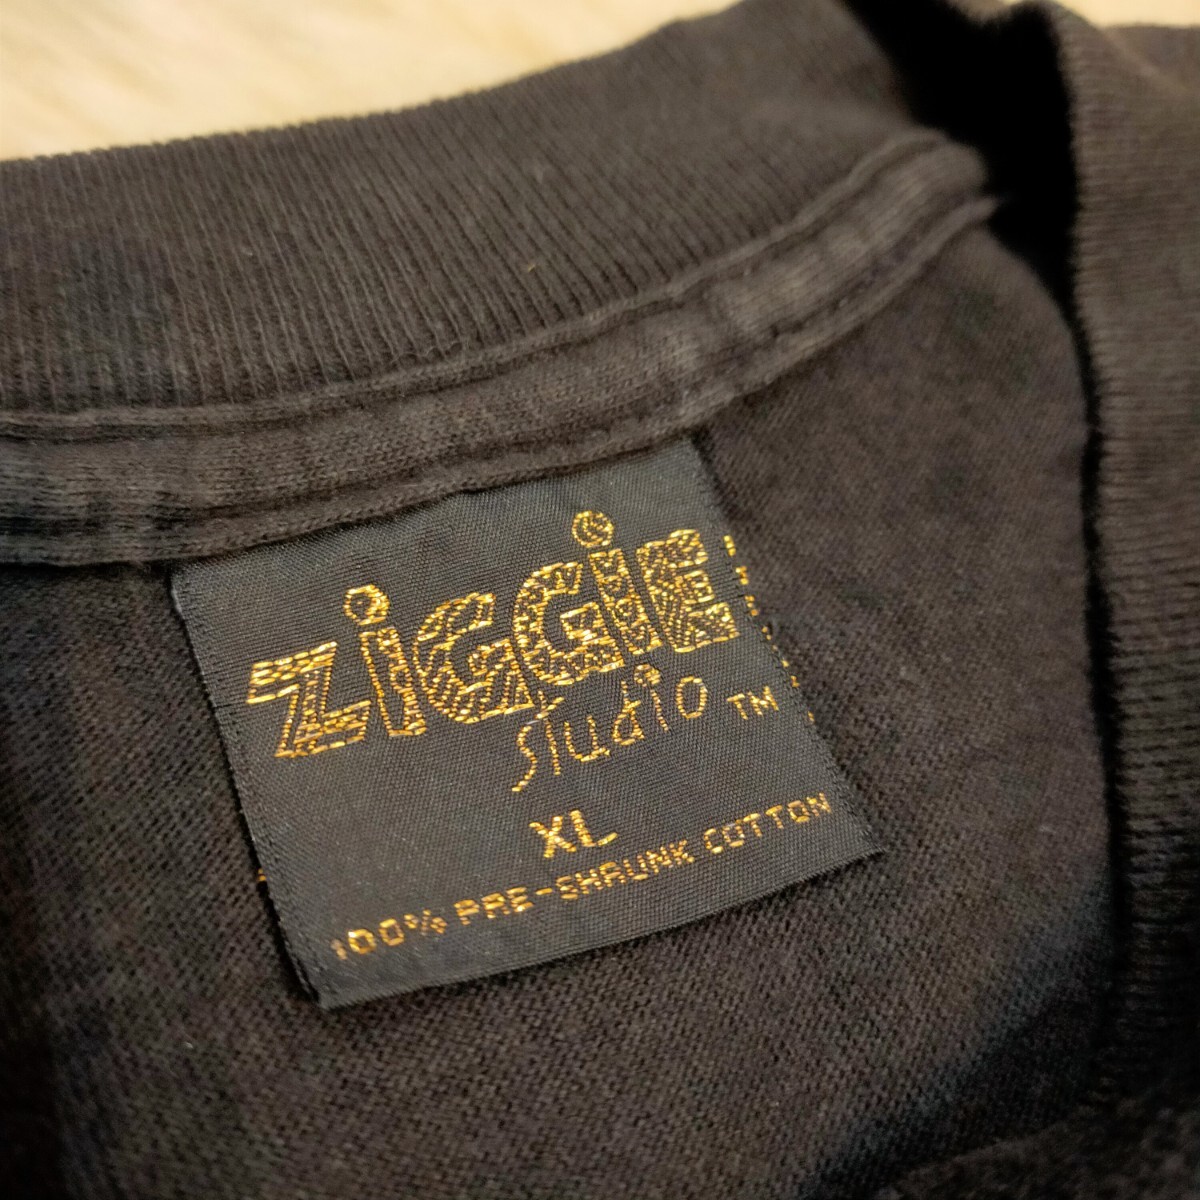 ZiGGiE
Studio TM
XL
100% PRE-SHRUNK COTTON